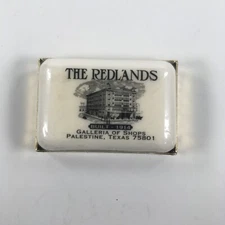 THE REDLANDS
GALLERIA OF SHOPS
PALESTINE, TEXAS 75801